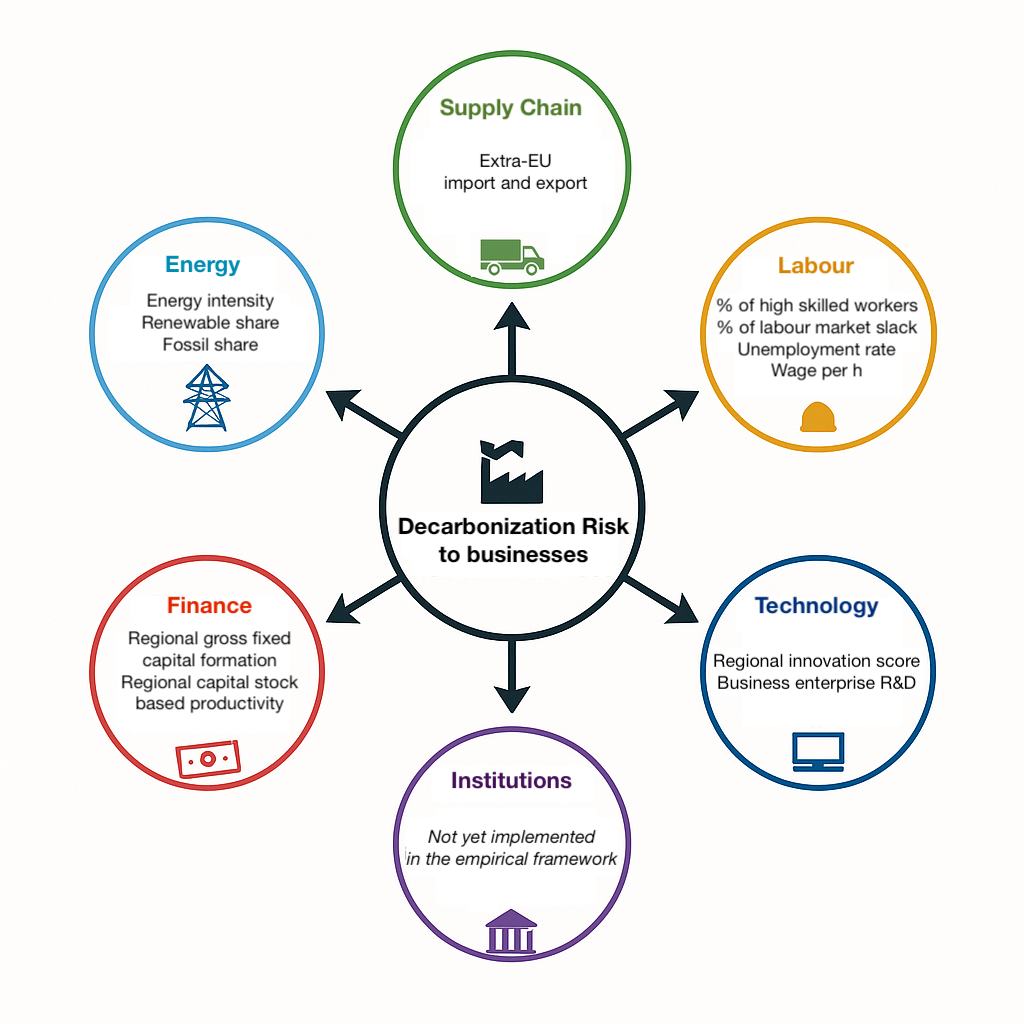 Supply Chain
Extra-EU
import and export
Energy
Energy intensity
Renewable share
Fossil share
Labour
% of high skilled workers
% of labour market slack
Unemployment rate
Wage per h
Decarbonization Risk
to businesses
Finance
Regional gross fixed
capital formation
Regional capital stock
based productivity
Technology
Regional innovation score
Business enterprise R&D
Institutions
Not yet implemented
in the empirical framework